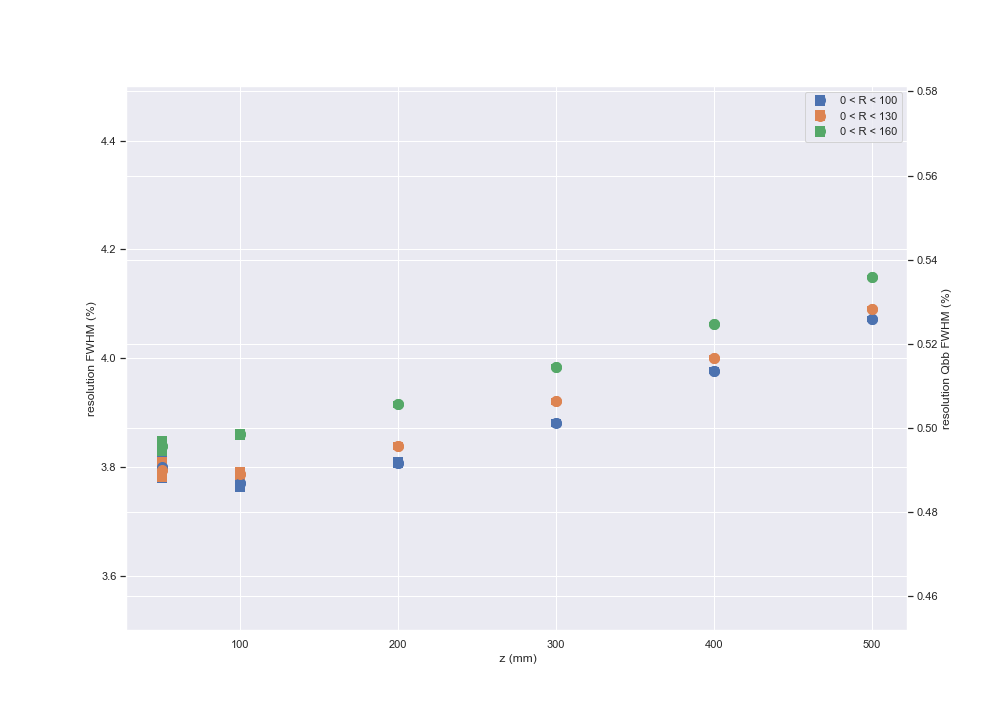 0 < R < 100
0 < R < 130
0 < R < 160
resolution FWHM (%)
4.4
4.2
4.0
3.8
3.6
0.58
0.56
0.54
0.52
0.50
0.48
0.46
resolution Qbb FWHM (%)
100
200
300
400
500
z (mm)